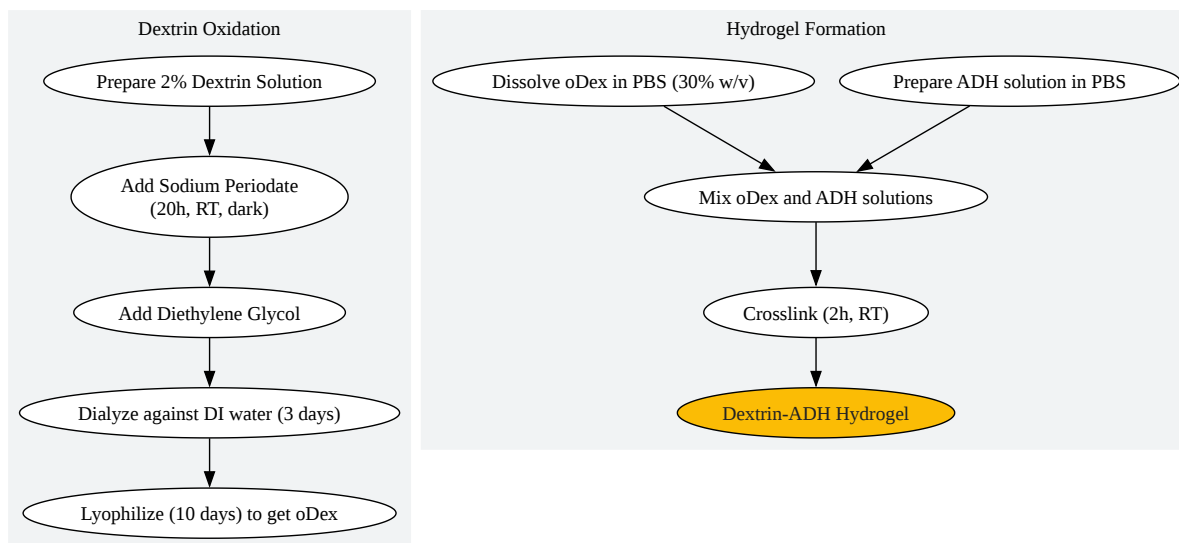 Dextrin Oxidation
Prepare 2% Dextrin Solution
Add Sodium Periodate
(20h, RT, dark)
Add Diethylene Glycol
Dialyze against DI water (3 days)
Lyophilize (10 days) to get oDex
Hydrogel Formation
Dissolve oDex in PBS (30% w/v)
Prepare ADH solution in PBS
Mix oDex and ADH solutions
Crosslink (2h, RT)
Dextrin-ADH Hydrogel